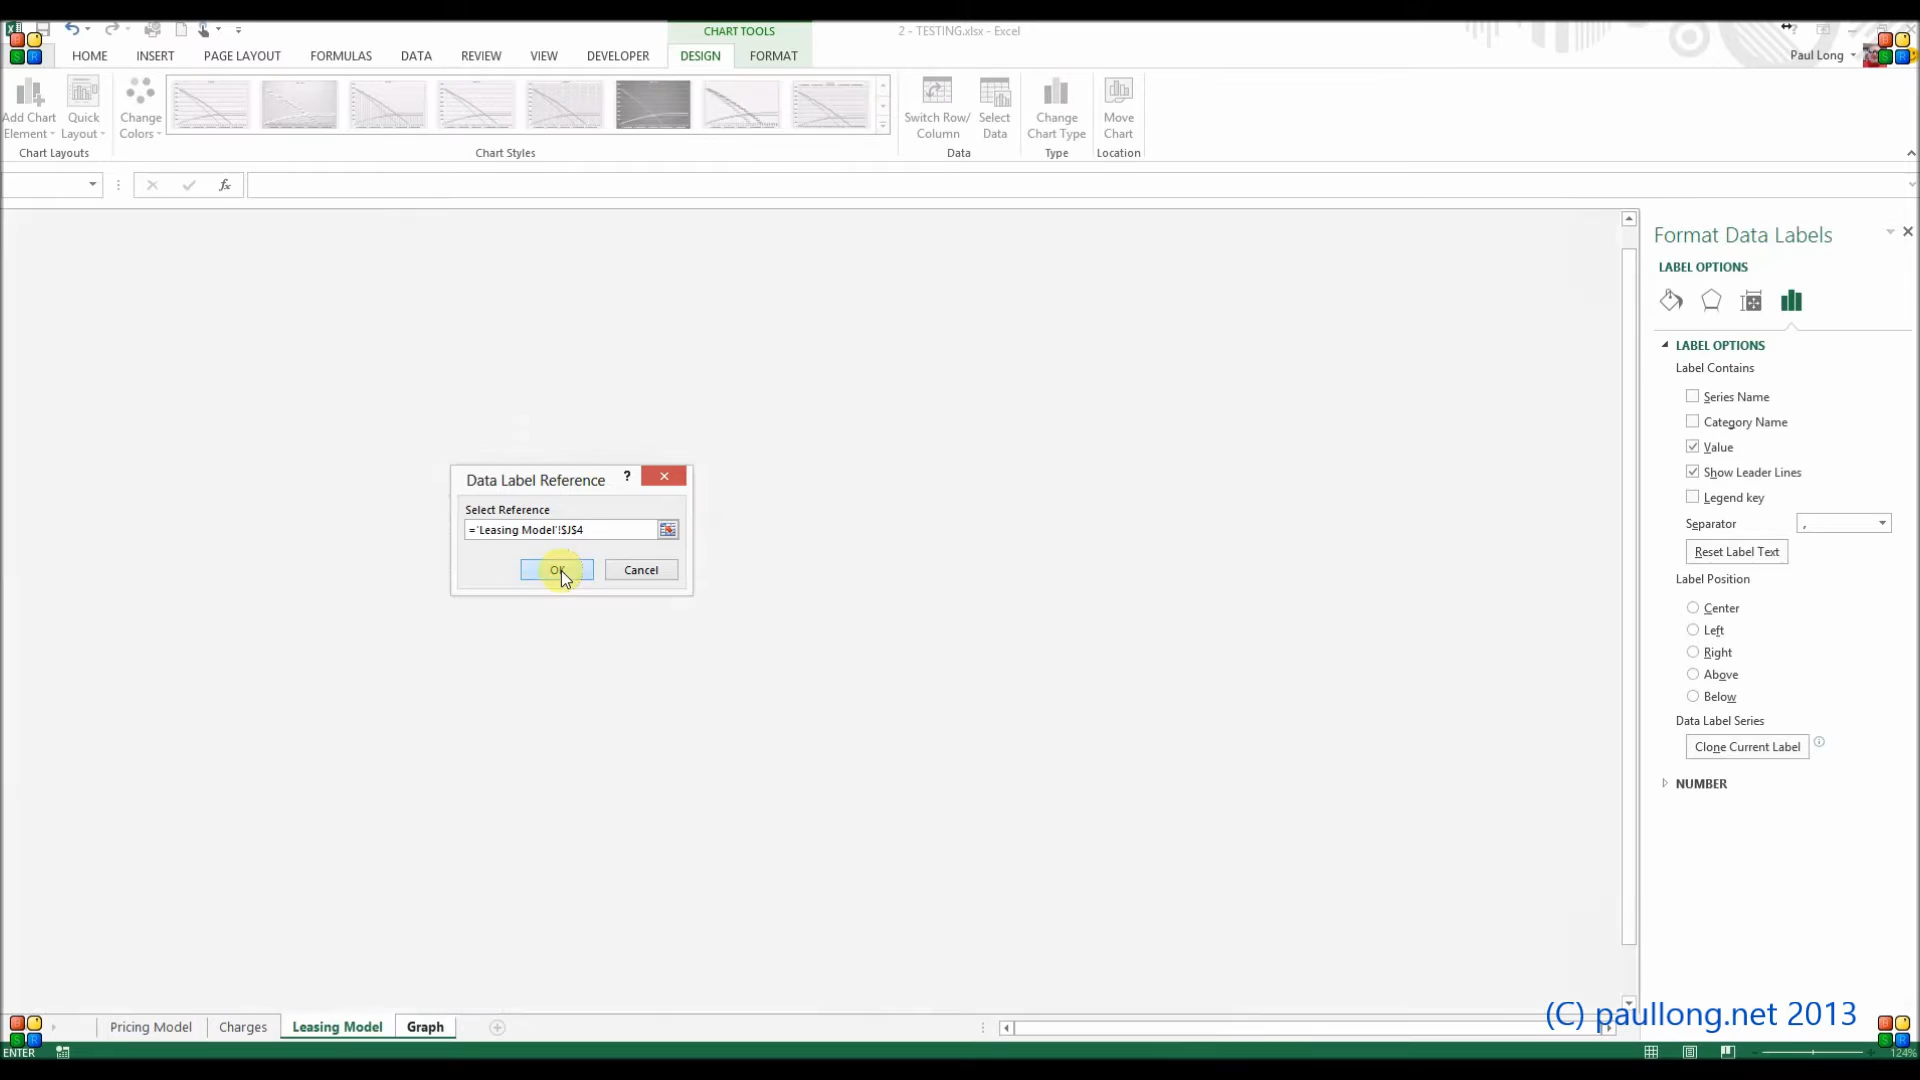 CHART TOOLS
2 - TESTING.xlsx - Excel
HOME INSERT PAGE LAYOUT FORMULAS DATA REVIEW VIEW DEVELOPER DESIGN FORMAT
Paul Long
Add Chart Element
Quick Layout
Change Colors
Switch Row/ Column
Select Data
Change Chart Type
Move Chart
Chart Layouts
Chart Styles
Data
Type
Location
fx
Format Data Labels
LABEL OPTIONS
LABEL OPTIONS
Label Contains
Series Name
Category Name
Value
Show Leader Lines
Legend key
Separator ,
Reset Label Text
Label Position
Center
Left
Right
Above
Below
Data Label Series
Clone Current Label
NUMBER
Data Label Reference ?
Select Reference
='Leasing Model'!$J$4
OK Cancel
(C) paullong.net 2013
Pricing Model Charges Leasing Model Graph
ENTER
124%